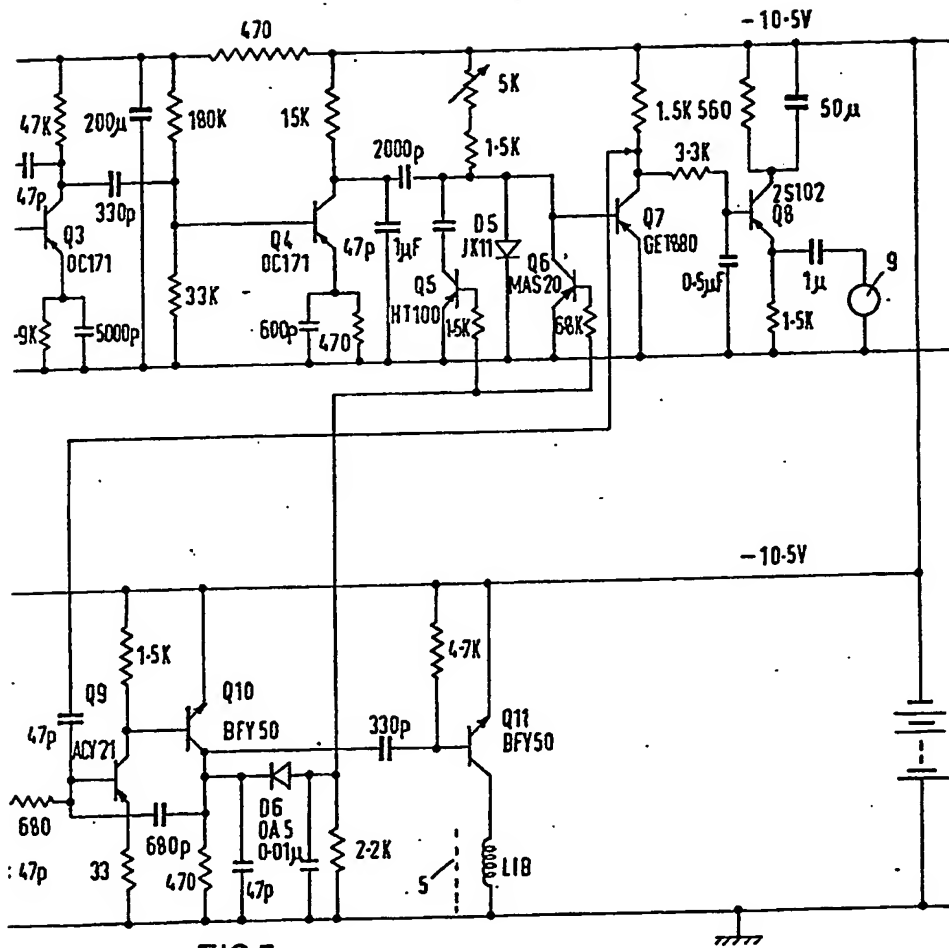 470
-10·5V
47K
200μ
180K
15K
5K
1·5K
1.5K
560
50μ
2000p
3·3K
47p
330p
2S102
Q8
Q3
OC171
Q4
OC171
47p
1μF
D5
JX11
Q6
MAS20
Q7
GET880
0·5μF
1μ
9
Q5
HT100
33K
·9K
5000p
600p
470
1·5K
68K
1·5K
-10·5V
1·5K
4·7K
Q9
Q10
BFY50
330p
Q11
BFY50
47p
ACY21
680
680p
D6
OA5
0·01μ
2·2K
: 47p
33
470
47p
5
L1B